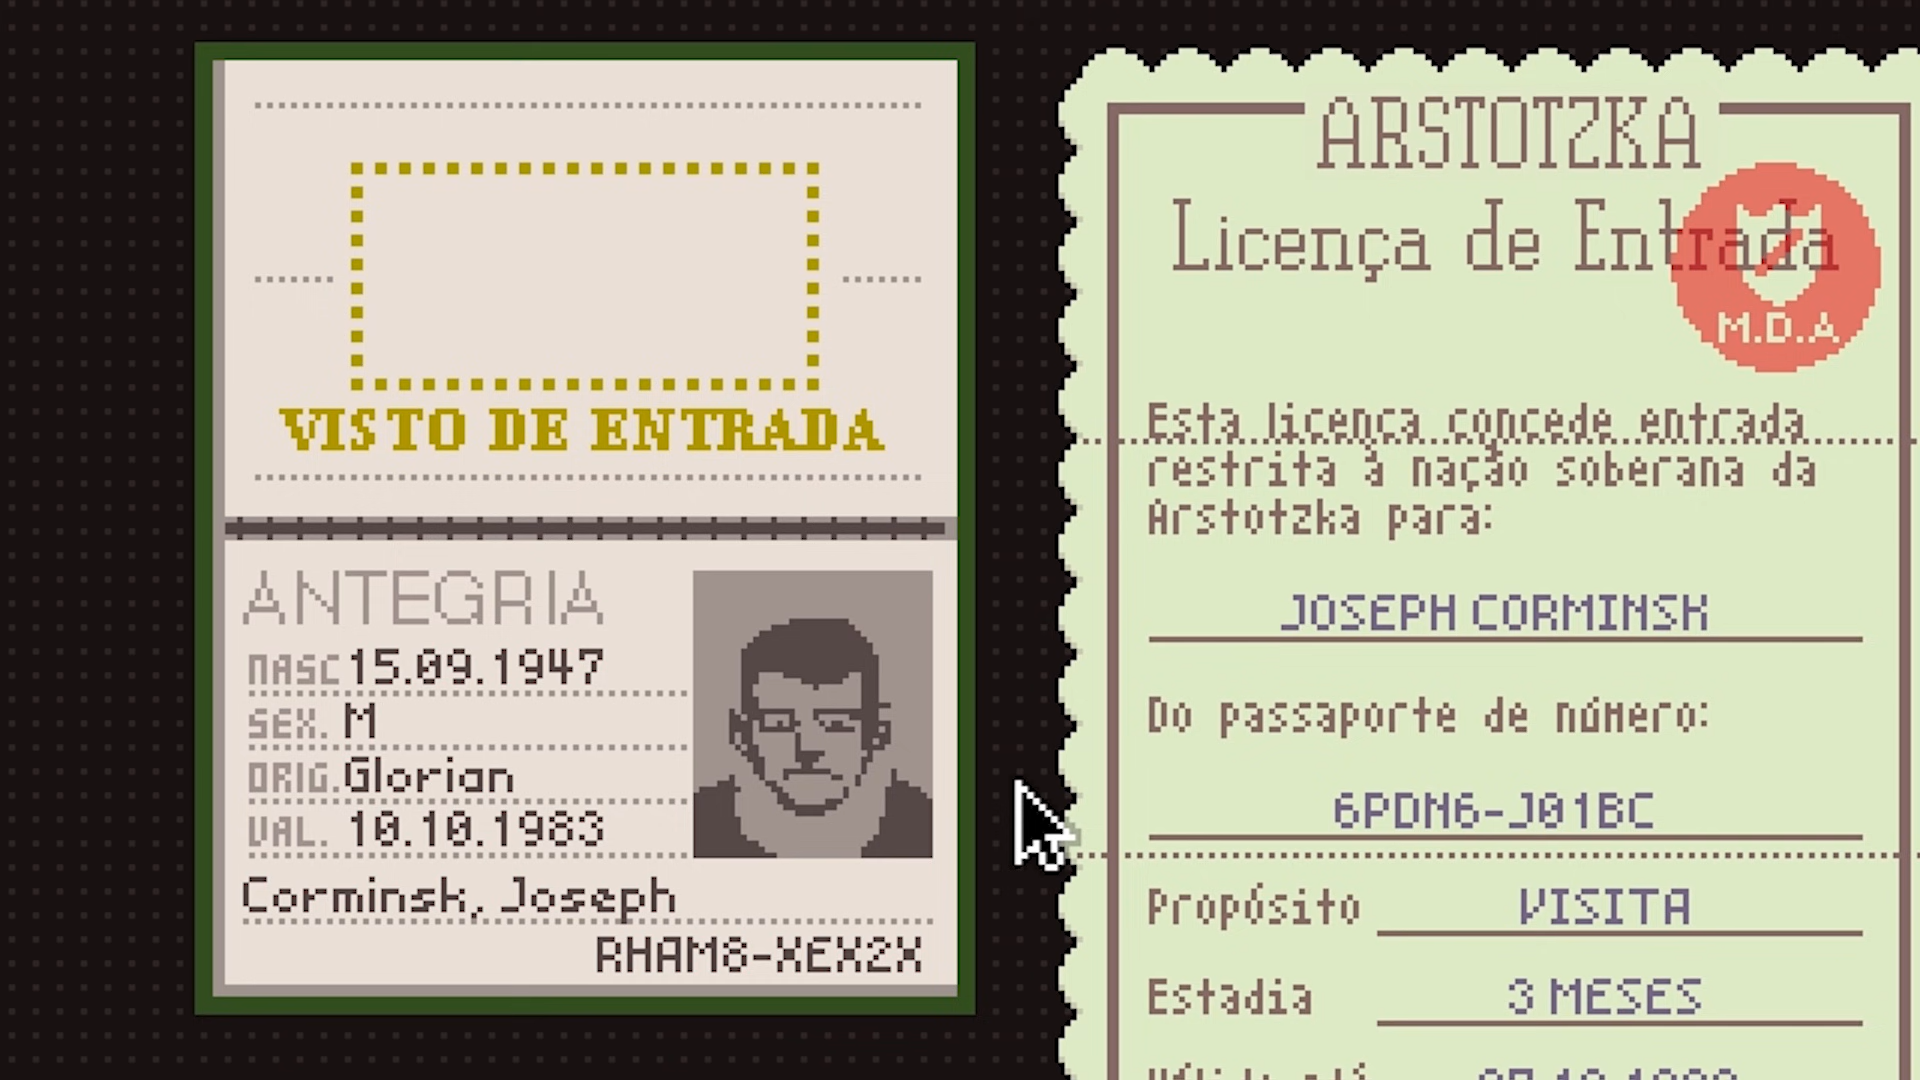 VISTO DE ENTRADA
ANTEGRIA
NASC 15.09.1947
SEX. M
ORIG. Glorian
VAL. 10.10.1983
Corminsk, Joseph
RHAM8-XEX2X
ARSTOTZKA
Licença de Entrada
M.D.A
Esta licença concede entrada
restrita à nação soberana da
Arstotzka para:
JOSEPH CORMINSK
Do passaporte de número:
6PDN6-J01BC
Propósito VISITA
Estadia 3 MESES